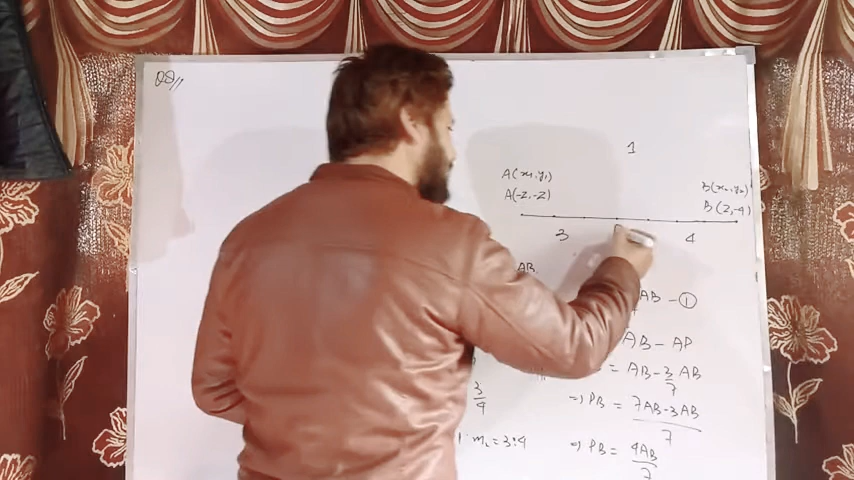 Q8//
1
A(x₁,y₁)
A(-2,-2)
B(x₂,y₂)
B(2,-4)
3
4
AB.
AB - ①
AB - AP
= AB - 3/7 AB
3/4
⇒ PB = 7AB-3AB/7
: m₂ = 3:4
⇒ PB = 4AB/7